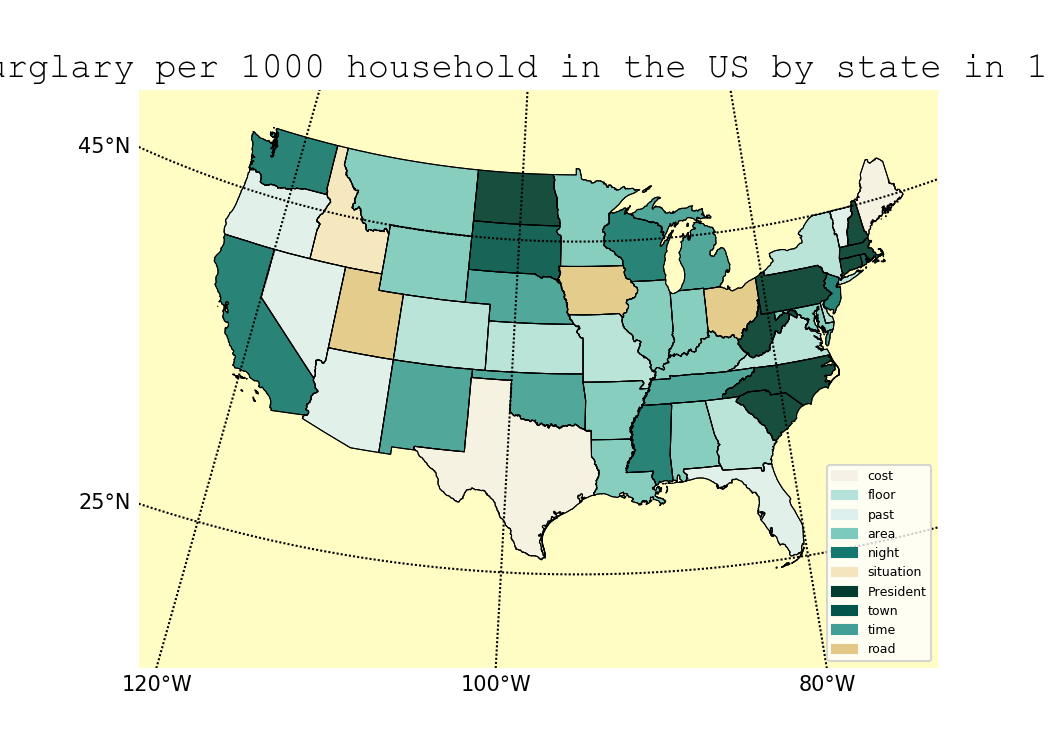 urglary per 1000 household in the US by state in 1
45°N
25°N
120°W
100°W
80°W
cost
floor
past
area
night
situation
President
town
time
road